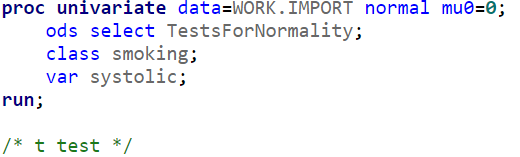 proc univariate data=WORK.IMPORT normal mu0=0;
    ods select TestsForNormality;
    class smoking;
    var systolic;
run;

/* t test */